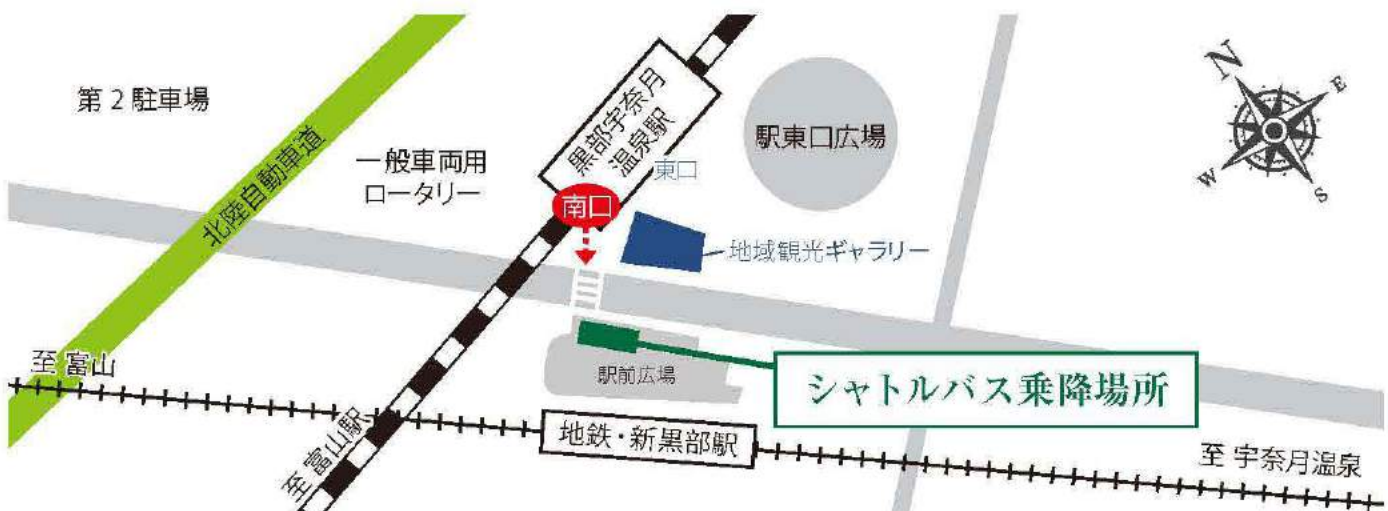 第2駐車場
北陸自動車道
一般車両用
ロータリー
黒部宇奈月
温泉駅
東口
南口
駅東口広場
地域観光ギャラリー
N
E
W
S
至 富山
駅前広場
シャトルバス乗降場所
至 富山駅
地鉄・新黒部駅
至 宇奈月温泉